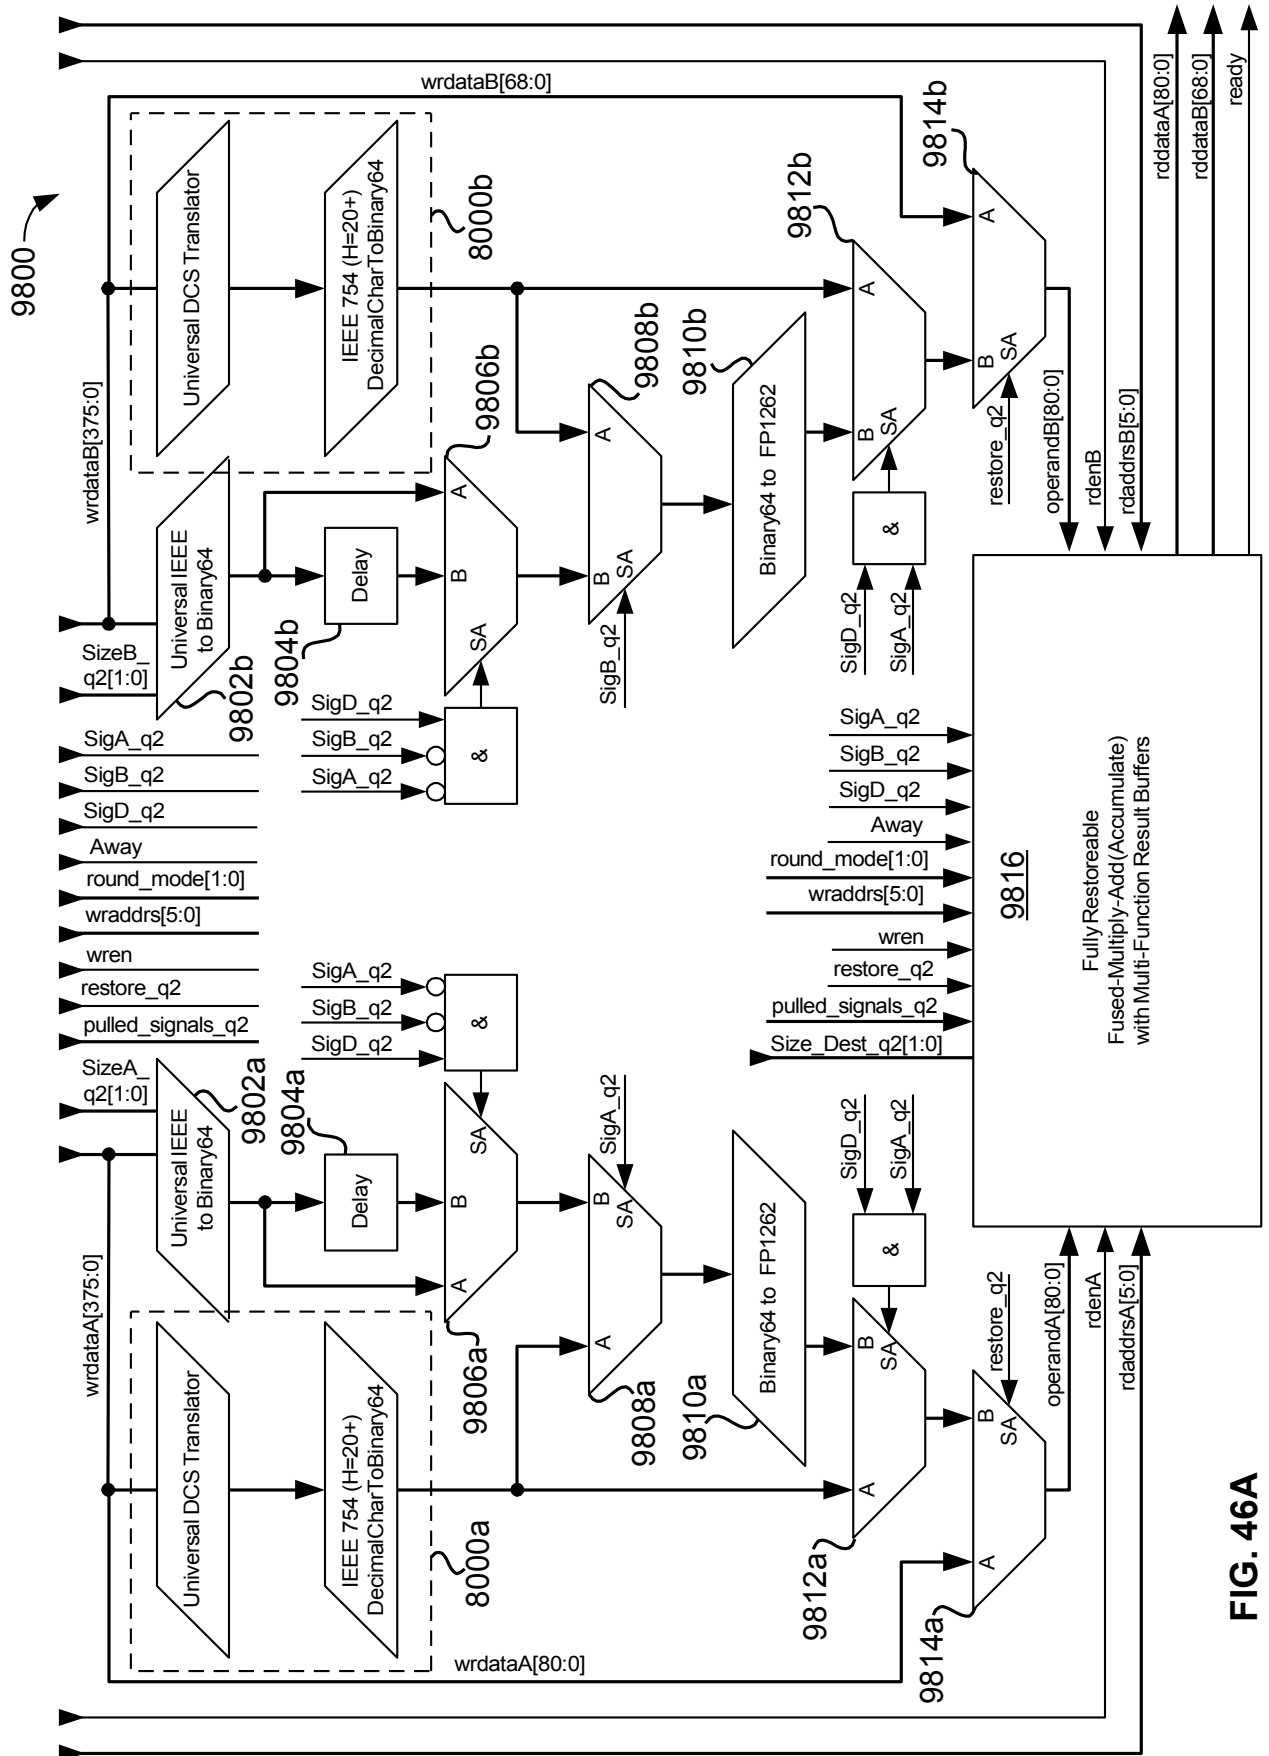 9800
wrdataB[68:0]
wrdataB[375:0]
Universal DCS Translator
IEEE 754 (H=20+)
DecimalCharToBinary64
8000b
SizeB_
q2[1:0]
Universal IEEE
to Binary64
9802b
Delay
9804b
A
B
SA
9806b
SigD_q2
SigB_q2
SigA_q2
&
A
B
SA
9808b
SigB_q2
Binary64 to FP1262
9810b
A
B
SA
9812b
&
SigD_q2
SigA_q2
A
B
SA
9814b
restore_q2
operandB[80:0]
rdenB
rdaddrsB[5:0]
rddataA[80:0]
rddataB[68:0]
ready
SigA_q2
SigB_q2
SigD_q2
Away
round_mode[1:0]
wraddrs[5:0]
wren
restore_q2
pulled_signals_q2
SigA_q2
SigB_q2
SigD_q2
Away
round_mode[1:0]
wraddrs[5:0]
wren
restore_q2
pulled_signals_q2
Size_Dest_q2[1:0]
9816
Fully Restoreable
Fused-Multiply-Add(Accumulate)
with Multi-Function Result Buffers
SizeA_
q2[1:0]
wrdataA[375:0]
Universal IEEE
to Binary64
9802a
Universal DCS Translator
IEEE 754 (H=20+)
DecimalCharToBinary64
8000a
Delay
9804a
SigA_q2
SigB_q2
SigD_q2
&
B
A
SA
9806a
SigA_q2
B
A
SA
9808a
Binary64 to FP1262
9810a
SigD_q2
SigA_q2
&
B
A
SA
9812a
wrdataA[80:0]
restore_q2
B
A
SA
9814a
operandA[80:0]
rdenA
rdaddrsA[5:0]
FIG. 46A